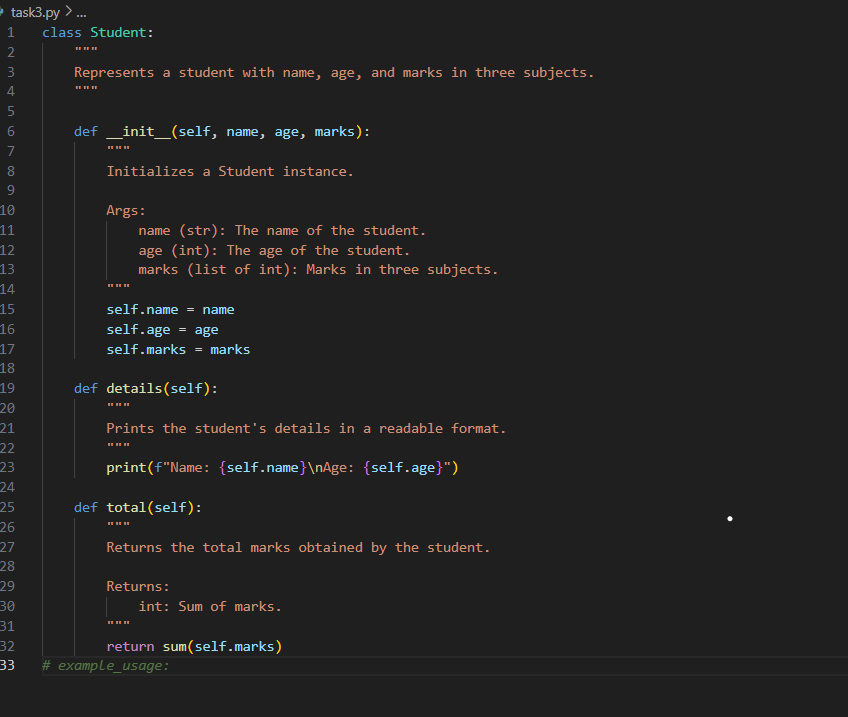 task3.py > ...
1 class Student:
2     """
3     Represents a student with name, age, and marks in three subjects.
4     """
5
6     def __init__(self, name, age, marks):
7         """
8         Initializes a Student instance.
9
10         Args:
11             name (str): The name of the student.
12             age (int): The age of the student.
13             marks (list of int): Marks in three subjects.
14         """
15         self.name = name
16         self.age = age
17         self.marks = marks
18
19     def details(self):
20         """
21         Prints the student's details in a readable format.
22         """
23         print(f"Name: {self.name}\nAge: {self.age}")
24
25     def total(self):
26         """
27         Returns the total marks obtained by the student.
28
29         Returns:
30             int: Sum of marks.
31         """
32         return sum(self.marks)
33 # example_usage: